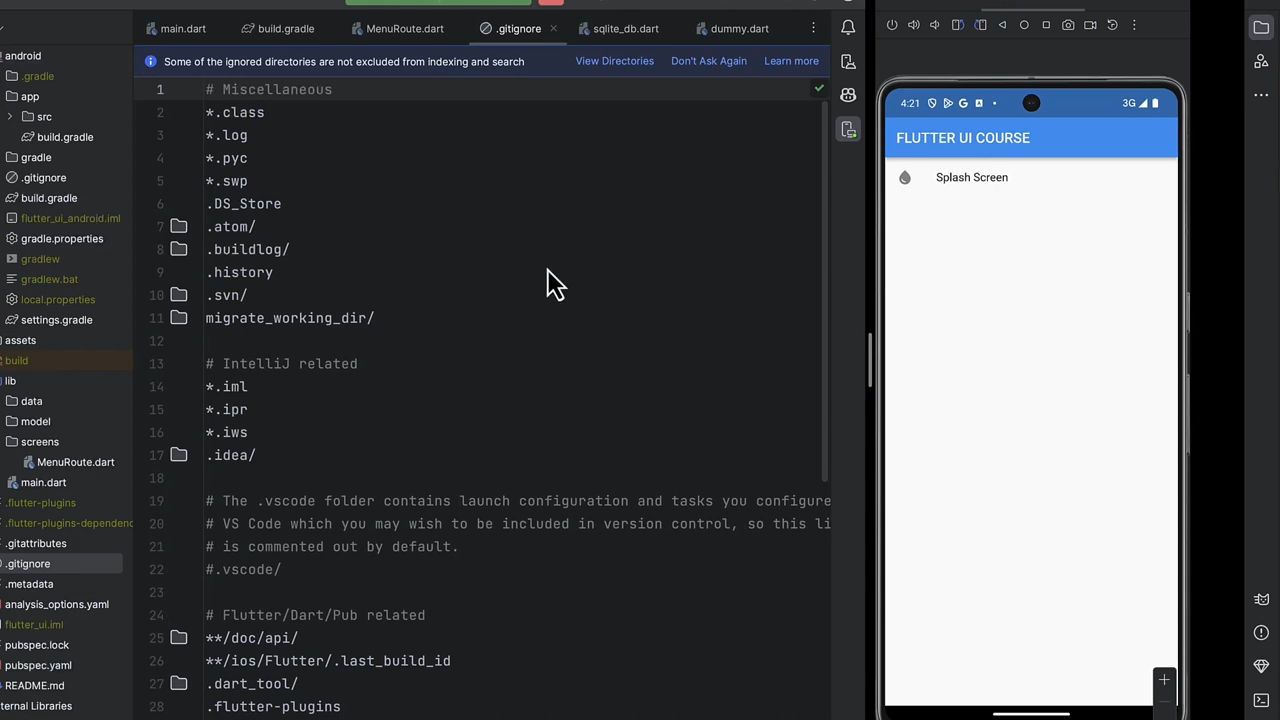 main.dart
build.gradle
MenuRoute.dart
.gitignore
sqlite_db.dart
dummy.dart
Some of the ignored directories are not excluded from indexing and search
View Directories
Don't Ask Again
Learn more
android
.gradle
app
src
build.gradle
gradle
.gitignore
build.gradle
flutter_ui_android.iml
gradle.properties
gradlew
gradlew.bat
local.properties
settings.gradle
assets
build
lib
data
model
screens
MenuRoute.dart
main.dart
.flutter-plugins
.flutter-plugins-dependenc
.gitattributes
.gitignore
.metadata
analysis_options.yaml
flutter_ui.iml
pubspec.lock
pubspec.yaml
README.md
ternal Libraries
1 # Miscellaneous
2 *.class
3 *.log
4 *.pyc
5 *.swp
6 .DS_Store
7 .atom/
8 .buildlog/
9 .history
10 .svn/
11 migrate_working_dir/
12
13 # IntelliJ related
14 *.iml
15 *.ipr
16 *.iws
17 .idea/
18
19 # The .vscode folder contains launch configuration and tasks you configure
20 # VS Code which you may wish to be included in version control, so this li
21 # is commented out by default.
22 #.vscode/
23
24 # Flutter/Dart/Pub related
25 **/doc/api/
26 **/ios/Flutter/.last_build_id
27 .dart_tool/
28 .flutter-plugins
4:21
3G
FLUTTER UI COURSE
Splash Screen